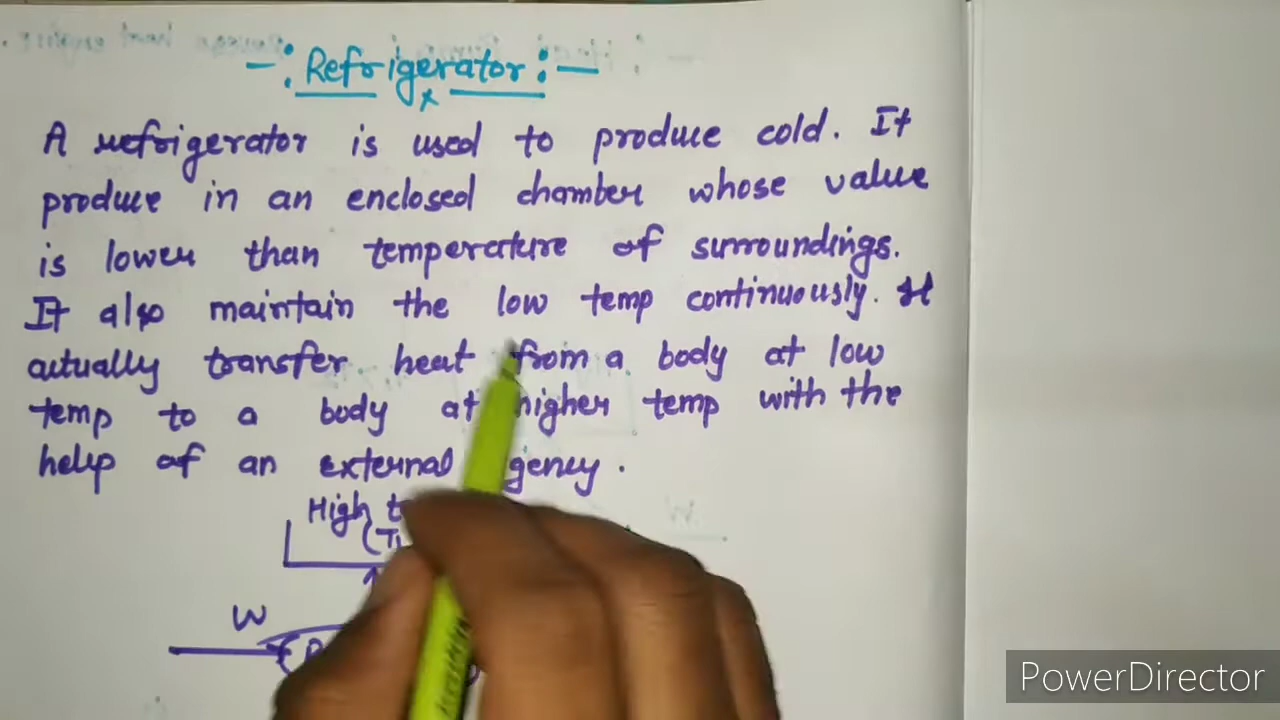 -: Refrigerator :-
A refrigerator is used to produce cold. It
produce in an enclosed chamber whose value
is lower than temperature of surroundings.
It also maintain the low temp continuously. It
actually transfer heat from a body at low
temp to a body at higher temp with the
help of an external gency.
High
(T1
W
PowerDirector